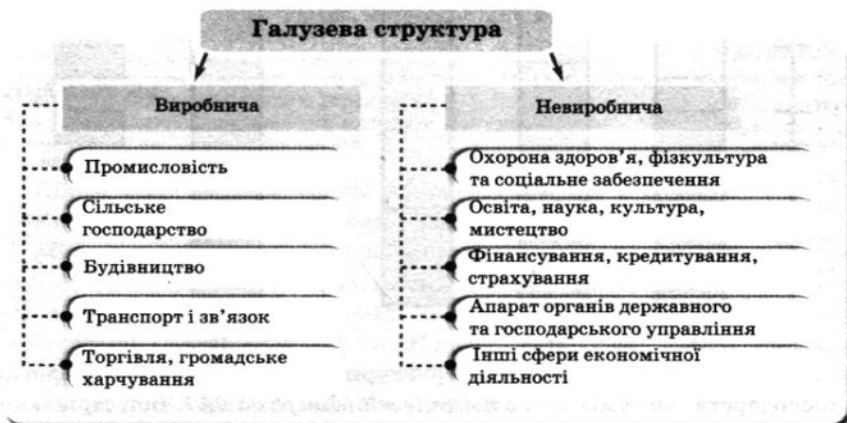 Галузева структура
Виробнича
Промисловість
Сільське
господарство
Будівництво
Транспорт і зв’язок
Торгівля, громадське
харчування
Невиробнича
Охорона здоров’я, фізкультура
та соціальне забезпечення
Освіта, наука, культура,
мистецтво
Фінансування, кредитування,
страхування
Апарат органів державного
та господарського управління
Інші сфери економічної
діяльності